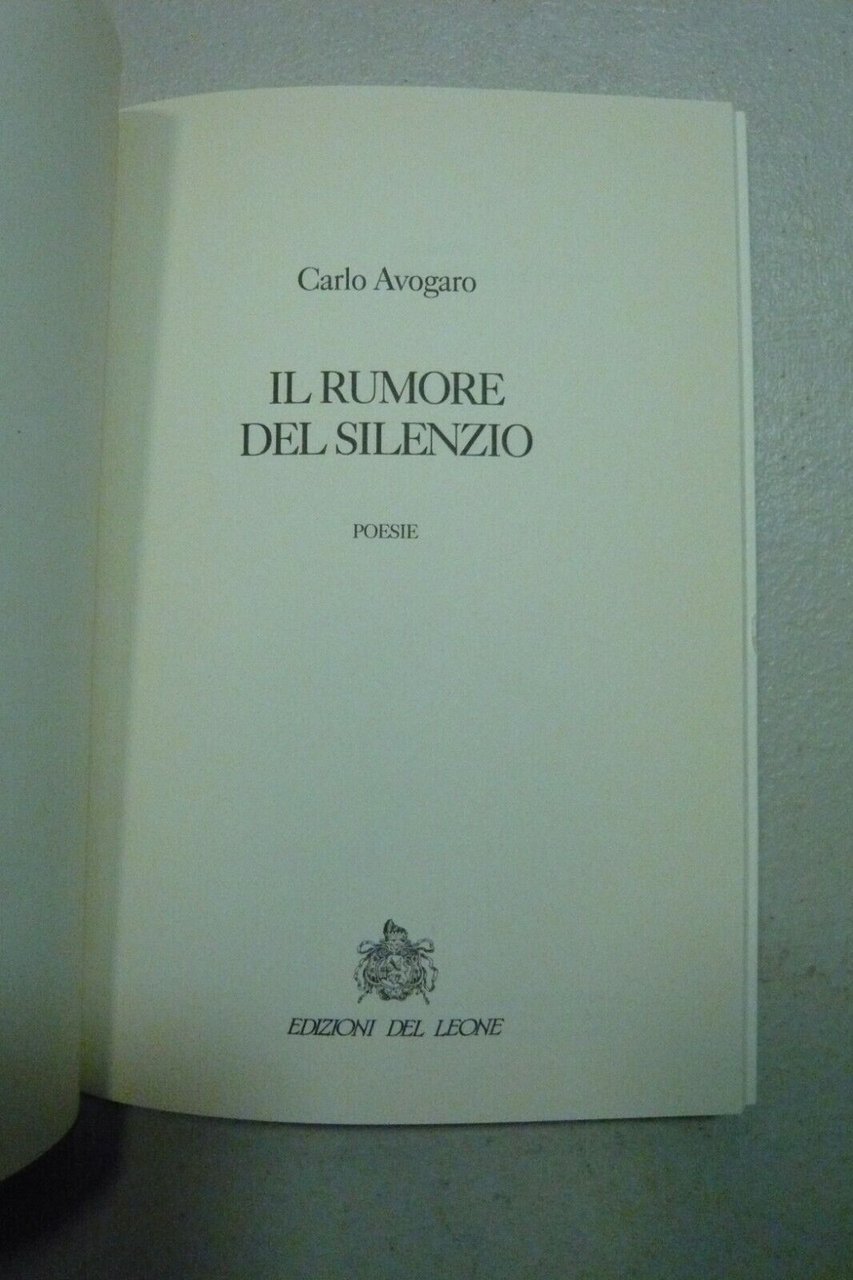 Carlo Avogaro
IL RUMORE
DEL SILENZIO
POESIE
EDIZIONI DEL LEONE